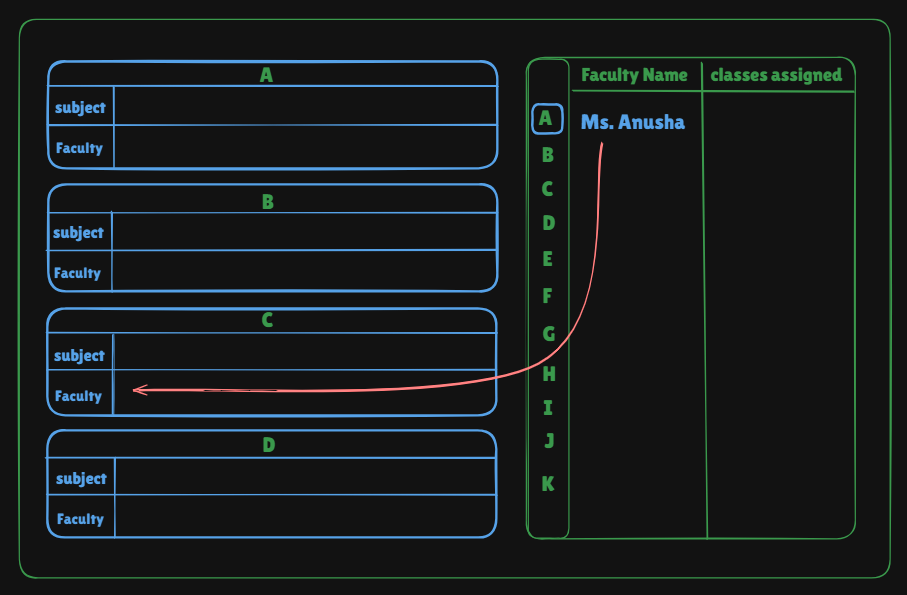 A
subject
Faculty
B
subject
Faculty
C
subject
Faculty
D
subject
Faculty
Faculty Name classes assigned
A Ms. Anusha
B
C
D
E
F
G
H
I
J
K